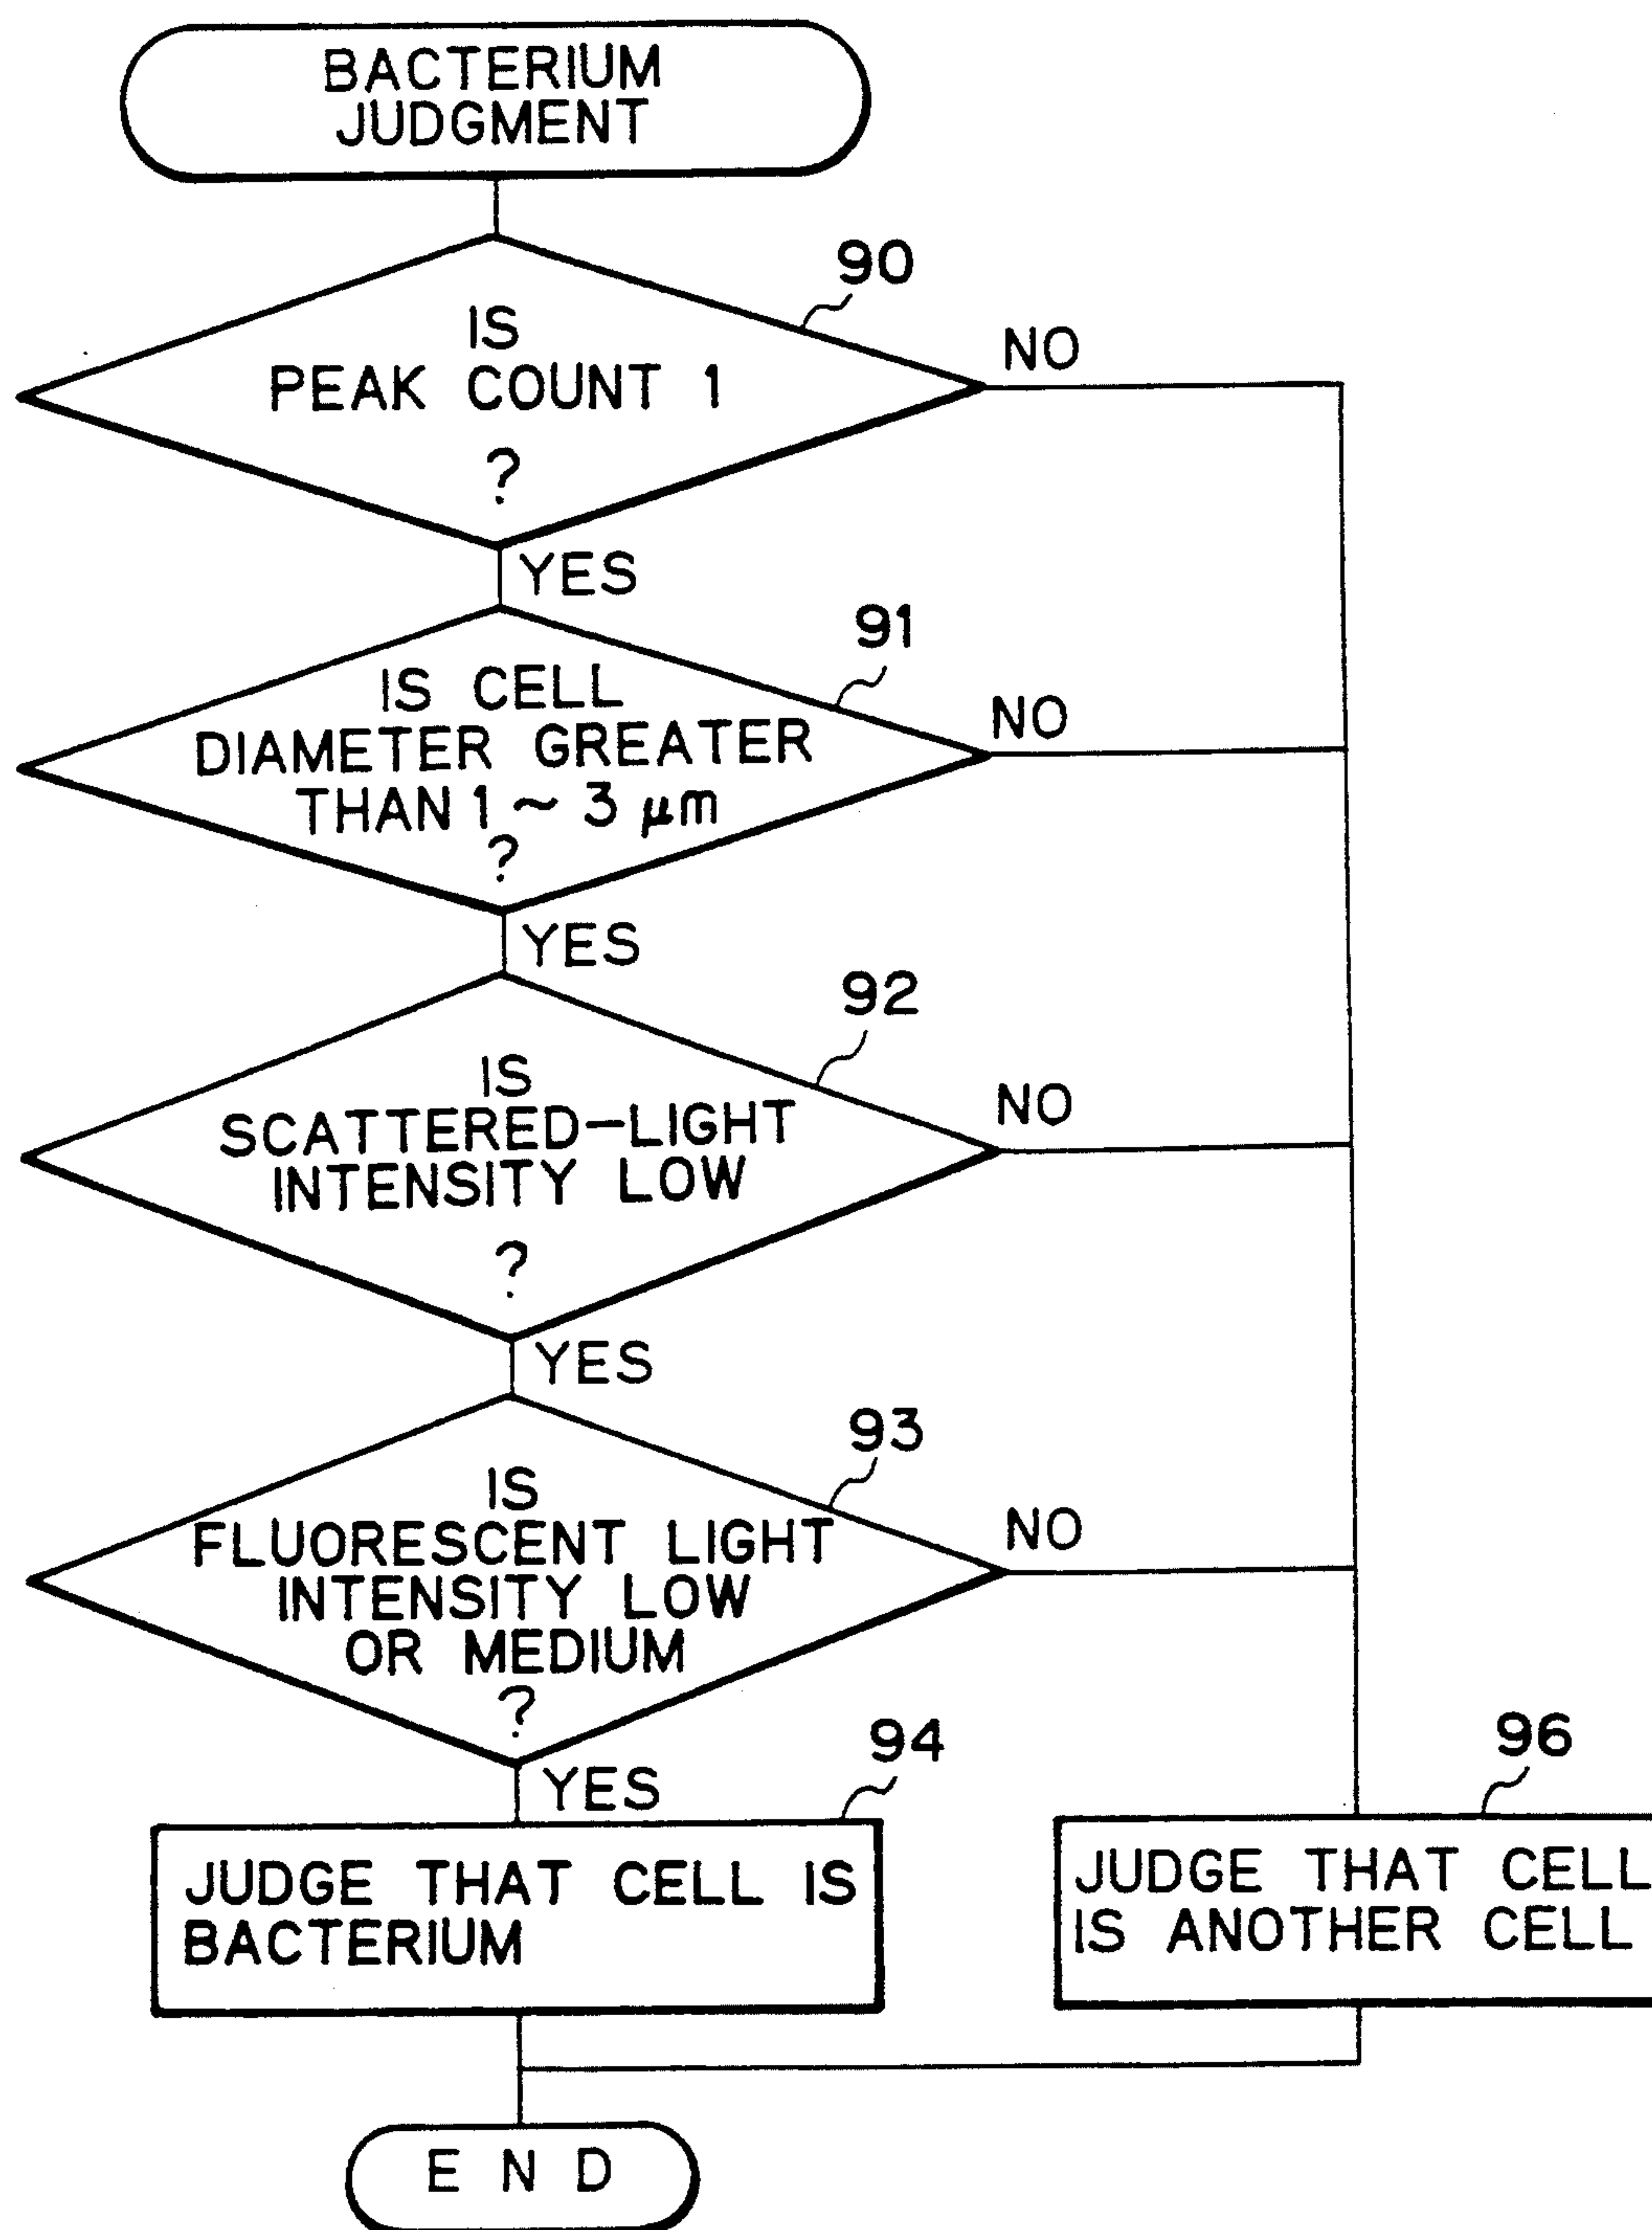 BACTERIUM
JUDGMENT
90
IS
PEAK COUNT 1
?
NO
YES
91
IS CELL
DIAMETER GREATER
THAN 1 ~ 3 μm
?
NO
YES
92
IS
SCATTERED-LIGHT
INTENSITY LOW
?
NO
YES
93
IS
FLUORESCENT LIGHT
INTENSITY LOW
OR MEDIUM
?
NO
YES
94
JUDGE THAT CELL IS
BACTERIUM
96
JUDGE THAT CELL
IS ANOTHER CELL
END